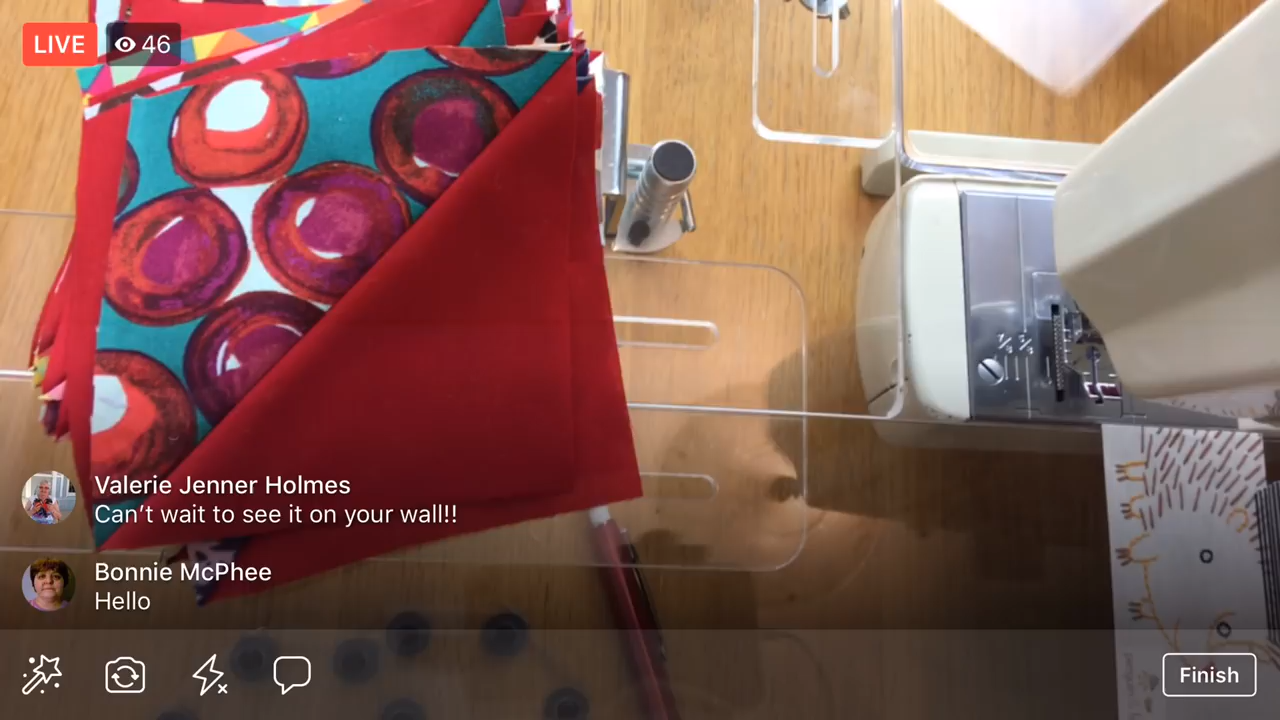 LIVE 46
Valerie Jenner Holmes
Can't wait to see it on your wall!!
Bonnie McPhee
Hello
Finish